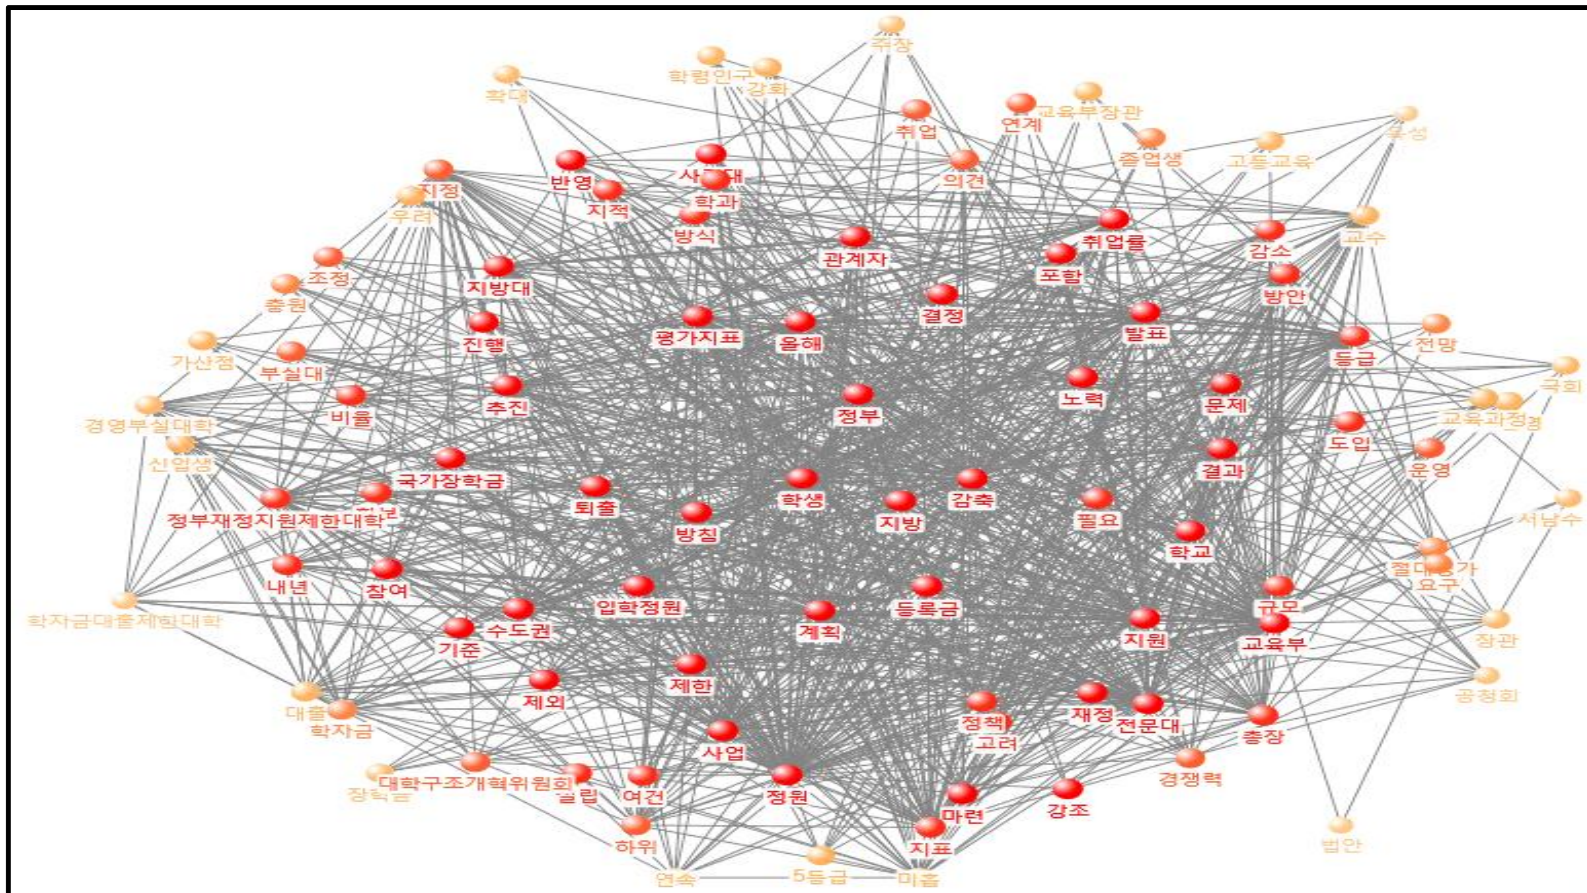 주장
학령인구
강화
확대
교육부장관
취업
연계
육성
졸업생
고등교육
의견
반영
지정
지적
학과
우려
방식
교수
취업률
감소
관계자
포함
조정
지방대
방안
총원
결정
발표
진행
평가지표
올해
등급
전망
가산점
부실대
국회
추진
정부
노력
문제
비율
경영부실대학
교육과정
도입
신입생
결과
운영
국가장학금
학생
감축
퇴출
지방
필요
서남수
정부재정지원제한대학
방침
학교
절대평가
요구
내년
참여
입학정원
등록금
규모
학자금대출제한대학
수도권
계획
지원
교육부
장관
기준
제한
공청회
제외
대출
학자금
정책
재정
전문대
총장
고려
사업
경쟁력
장학금
대학구조개혁위원회
여건
정원
마련
강조
하위
지표
법안
연속
5등급
미흡